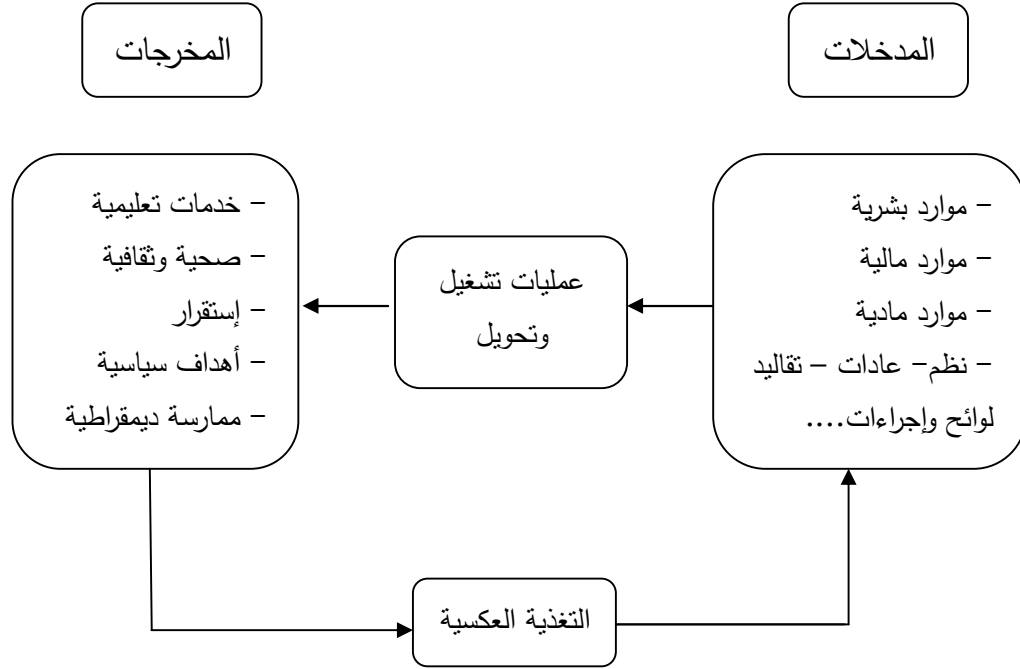 المدخلات
المخرجات
- موارد بشرية
- موارد مالية
- موارد مادية
- نظم- عادات – تقاليد
لوائح وإجراءات....
عمليات تشغيل
وتحويل
- خدمات تعليمية
- صحية وثقافية
- إستقرار
- أهداف سياسية
- ممارسة ديمقراطية
التغذية العكسية